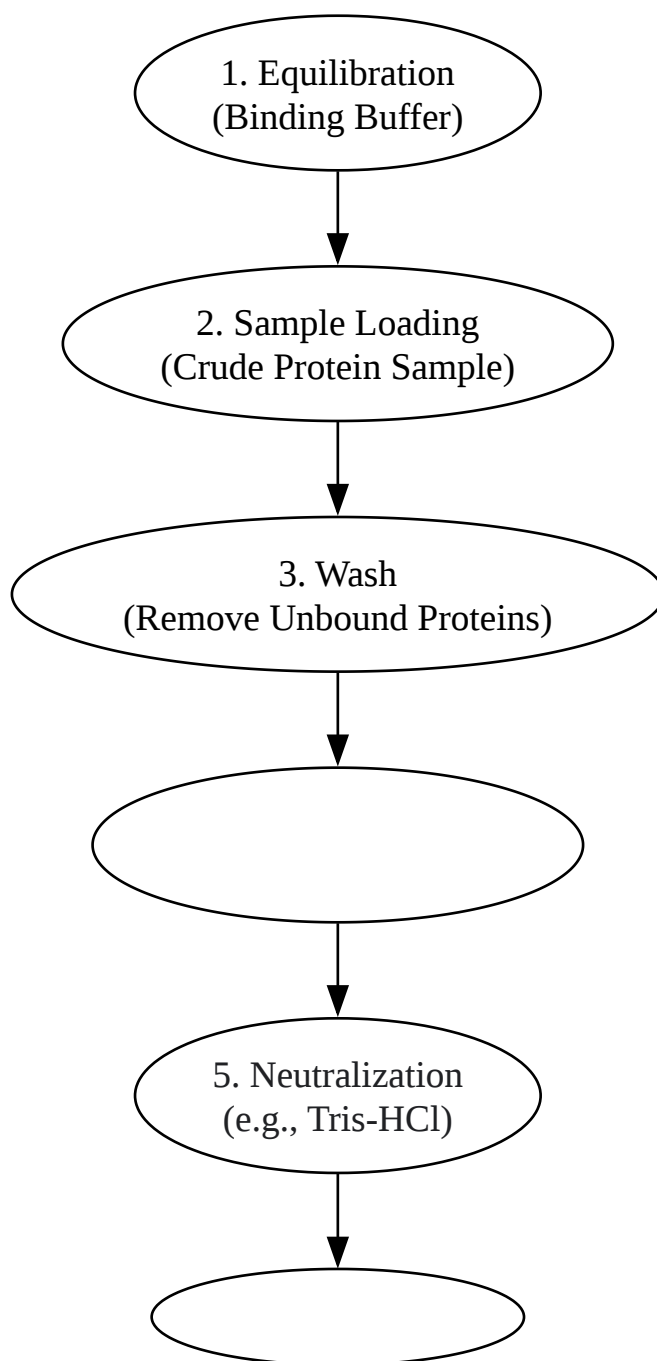 1. Equilibration
(Binding Buffer)
2. Sample Loading
(Crude Protein Sample)
3. Wash
(Remove Unbound Proteins)
5. Neutralization
(e.g., Tris-HCl)